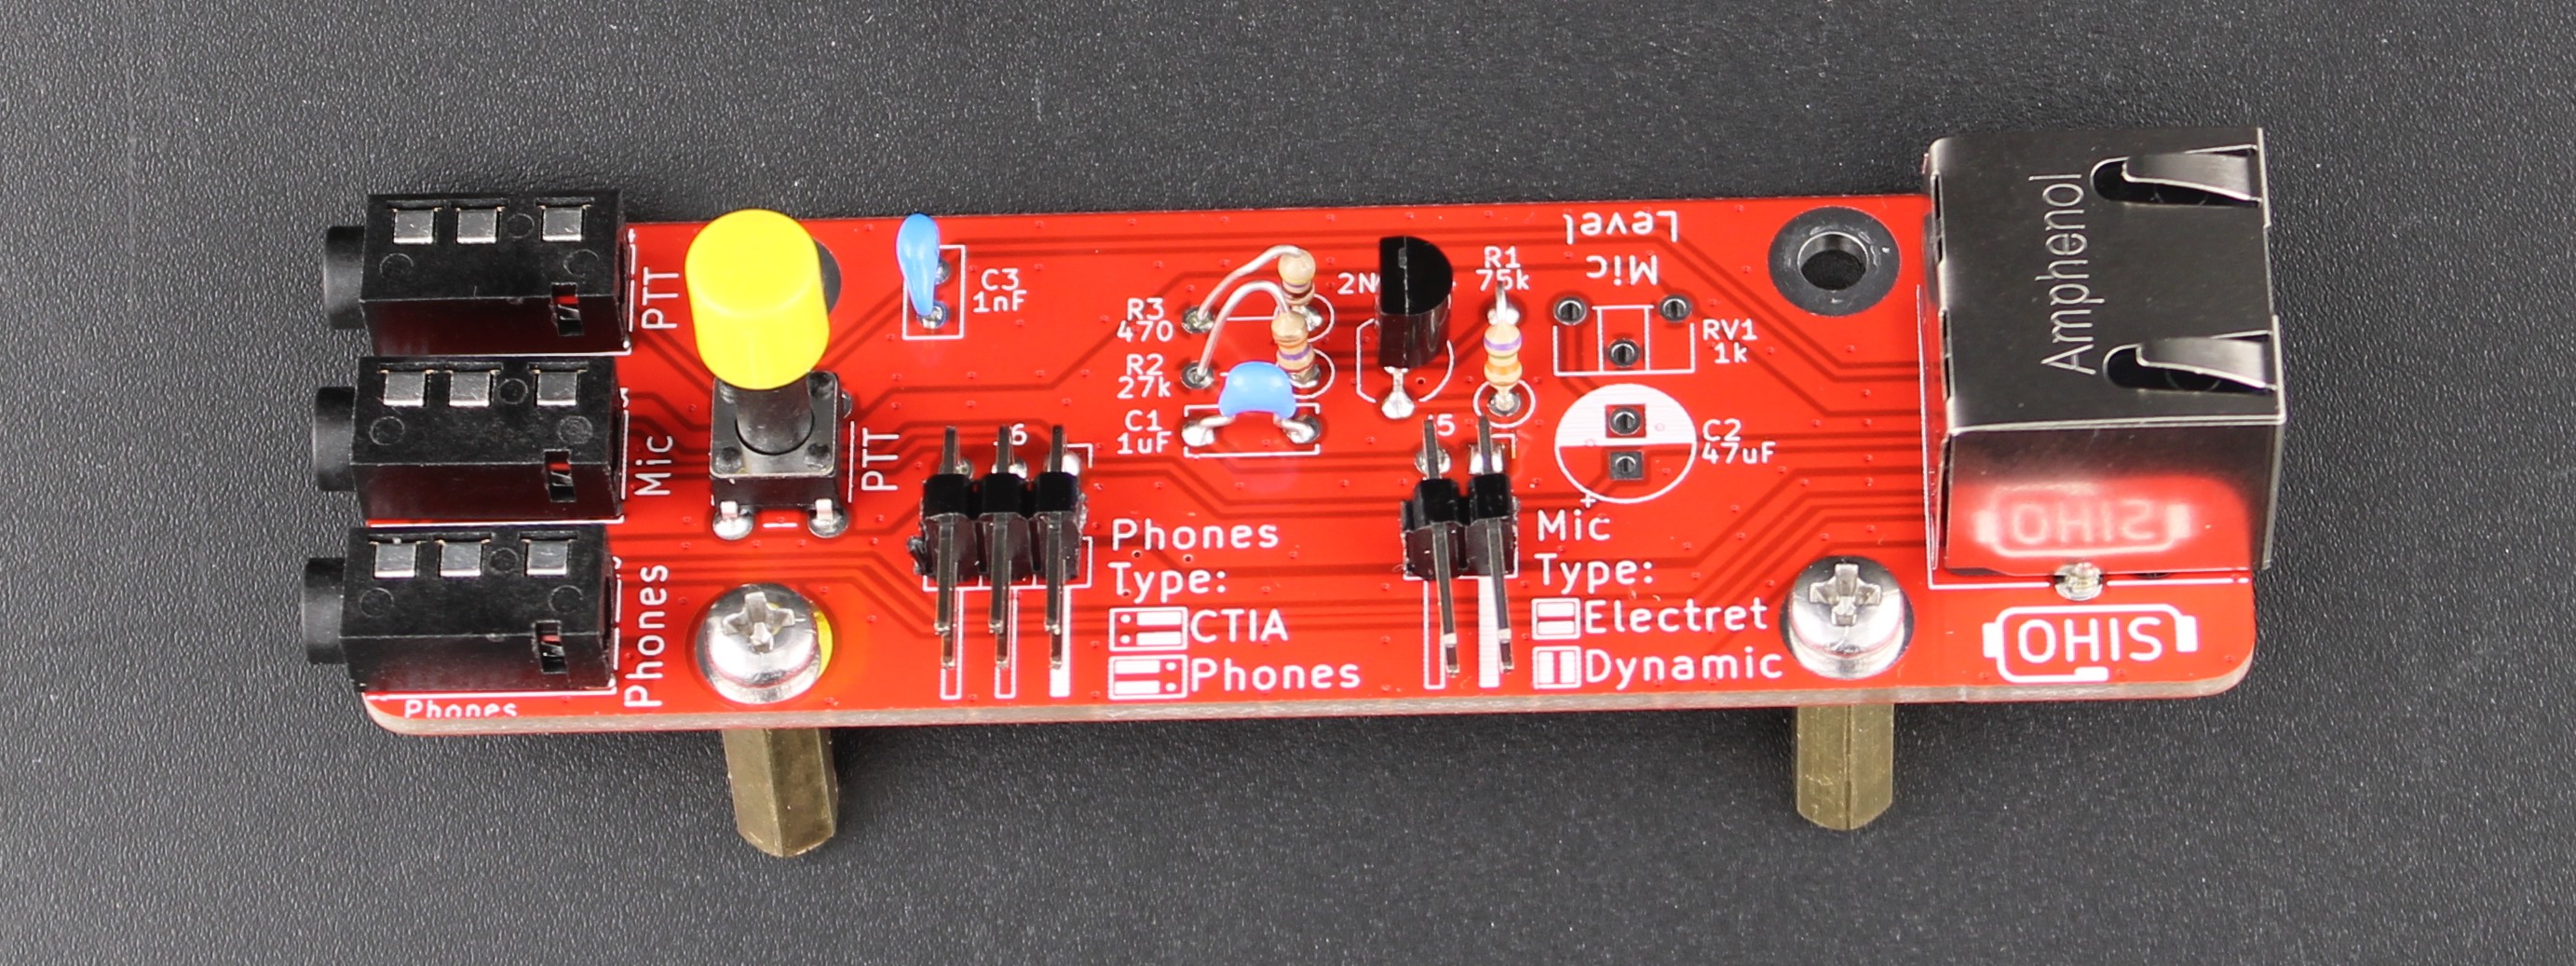 PTT
Mic
Phones
Phones
PTT
C3
1nF
R3
470
R2
27k
C1
1uF
2N
R1
75k
Mic
Level
RV1
1k
C2
47uF
+
Phones
Type:
CTIA
Phones
Mic
Type:
Electret
Dynamic
Amphenol
OHIS
OHIS